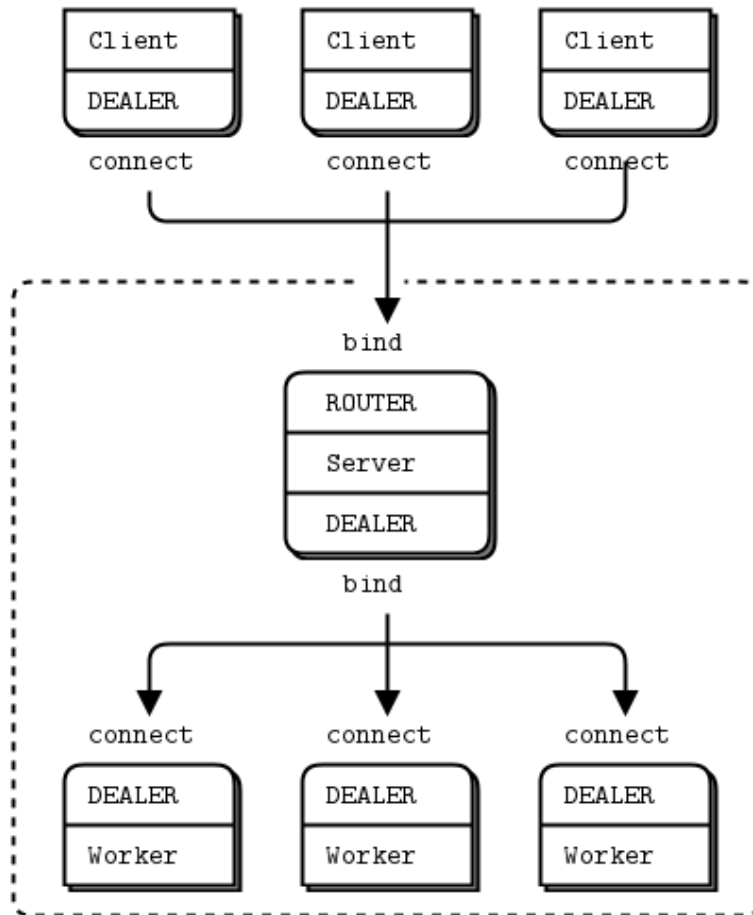 Client Client Client
DEALER DEALER DEALER
connect connect connect
bind
ROUTER
Server
DEALER
bind
connect connect connect
DEALER DEALER DEALER
Worker Worker Worker